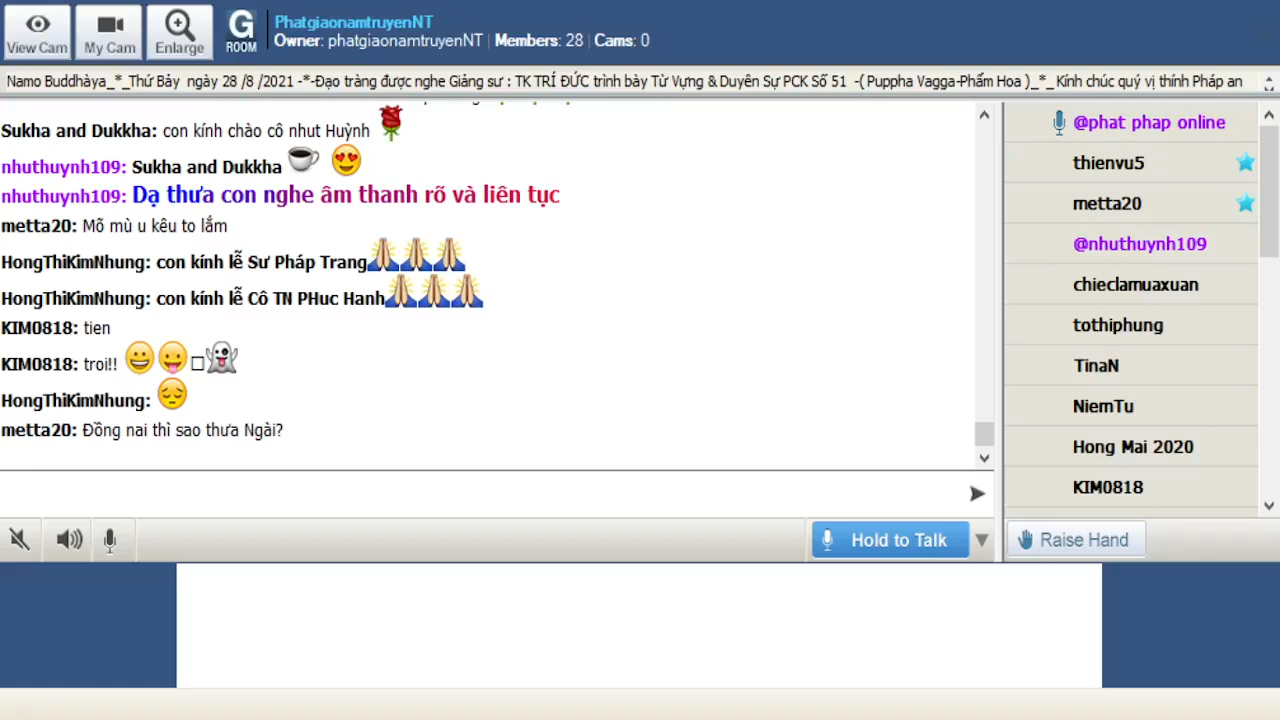 View Cam
My Cam
Enlarge
G
ROOM
PhatgiaonamtruyenNT
Owner: phatgiaonamtruyenNT | Members: 28 | Cams: 0
Namo Buddhàya_*_Thứ Bảy ngày 28 /8 /2021 -*-Đạo tràng được nghe Giảng sư : TK TRÍ ĐỨC trình bày Từ Vựng & Duyên Sự PCK Số 51 -( Puppha Vagga-Phẩm Hoa )_*_Kính chúc quý vị thính Pháp an
Sukha and Dukkha: con kính chào cô nhut Huỳnh
nhuthuynh109: Sukha and Dukkha
nhuthuynh109: Dạ thưa con nghe âm thanh rõ và liên tục
metta20: Mõ mù u kêu to lắm
HongThiKimNhung: con kính lễ Sư Pháp Trang
HongThiKimNhung: con kính lễ Cô TN PHuc Hanh
KIM0818: tien
KIM0818: troi!!
HongThiKimNhung:
metta20: Đồng nai thì sao thưa Ngài?
@phat phap online
thienvu5
metta20
@nhuthuynh109
chieclamuaxuan
tothiphung
TinaN
NiemTu
Hong Mai 2020
KIM0818
Hold to Talk
Raise Hand